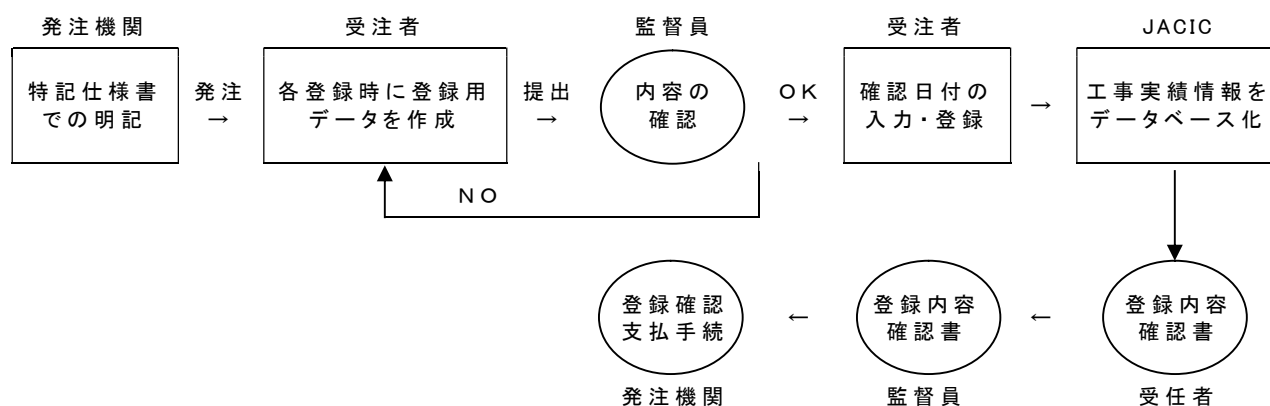 発注機関
受注者
監督員
受注者
JACIC
特記仕様書
での明記
発注
→
各登録時に登録用
データを作成
提出
→
内容の
確認
OK
→
確認日付の
入力・登録
→
工事実績情報を
データベース化
NO
登録確認
支払手続
←
登録内容
確認書
←
登録内容
確認書
発注機関
監督員
受任者